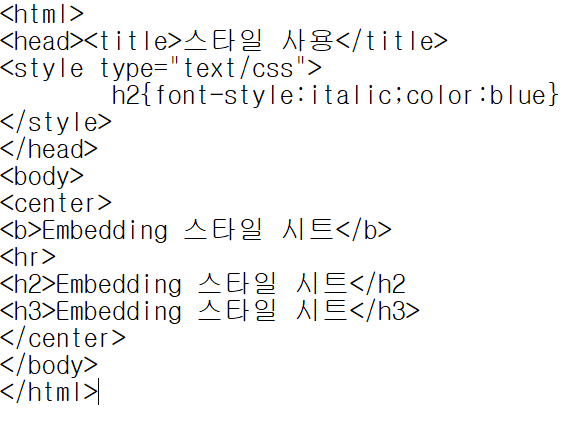 <html>
<head><title>스타일 사용</title>
<style type="text/css">
h2{font-style:italic;color:blue}
</style>
</head>
<body>
<center>
<b>Embedding 스타일 시트</b>
<hr>
<h2>Embedding 스타일 시트</h2
<h3>Embedding 스타일 시트</h3>
</center>
</body>
</html>